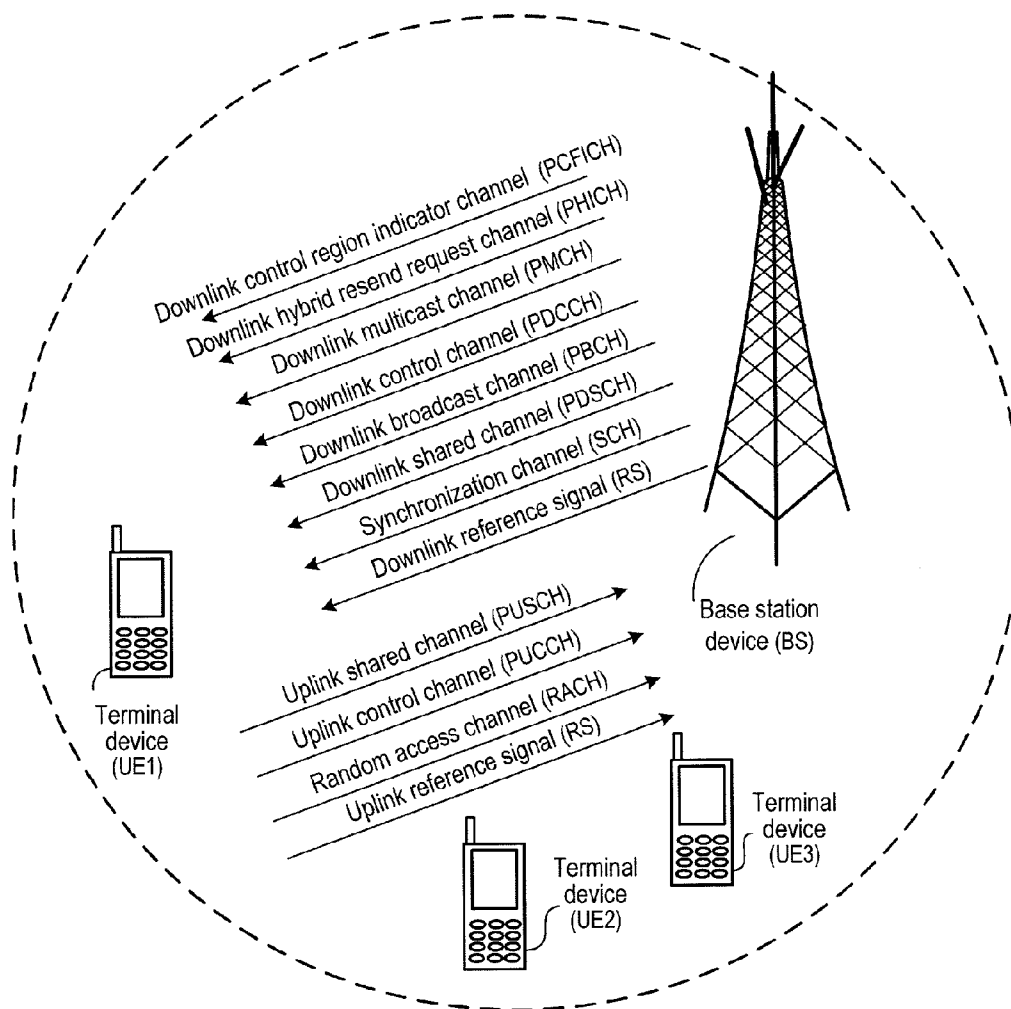 Downlink control region indicator channel (PCFICH)
Downlink hybrid resend request channel (PHICH)
Downlink multicast channel (PMCH)
Downlink control channel (PDCCH)
Downlink broadcast channel (PBCH)
Downlink shared channel (PDSCH)
Synchronization channel (SCH)
Downlink reference signal (RS)
Base station
device (BS)
Uplink shared channel (PUSCH)
Uplink control channel (PUCCH)
Random access channel (RACH)
Uplink reference signal (RS)
Terminal
device
(UE1)
Terminal
device
(UE2)
Terminal
device
(UE3)